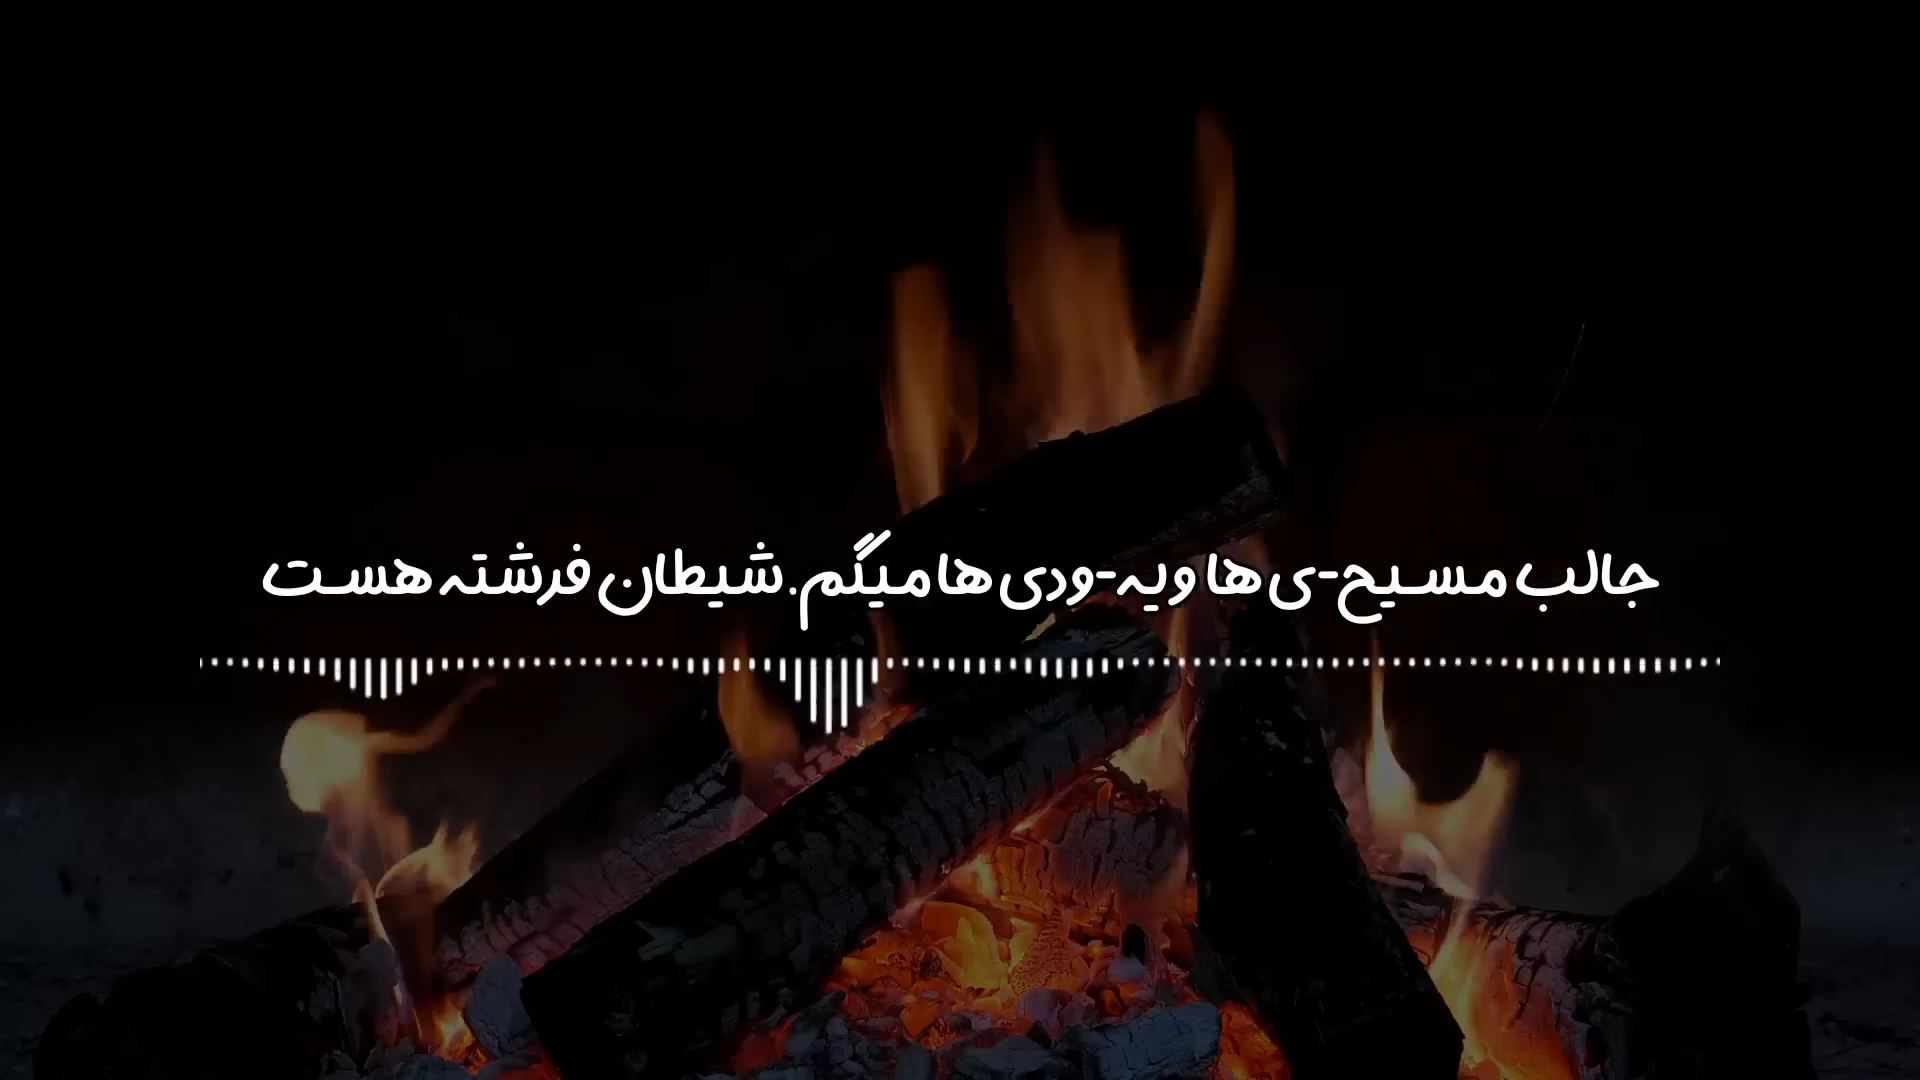 جالب مسیح-ی ها و یه-ودی ها میگم. شیطان فرشته هست